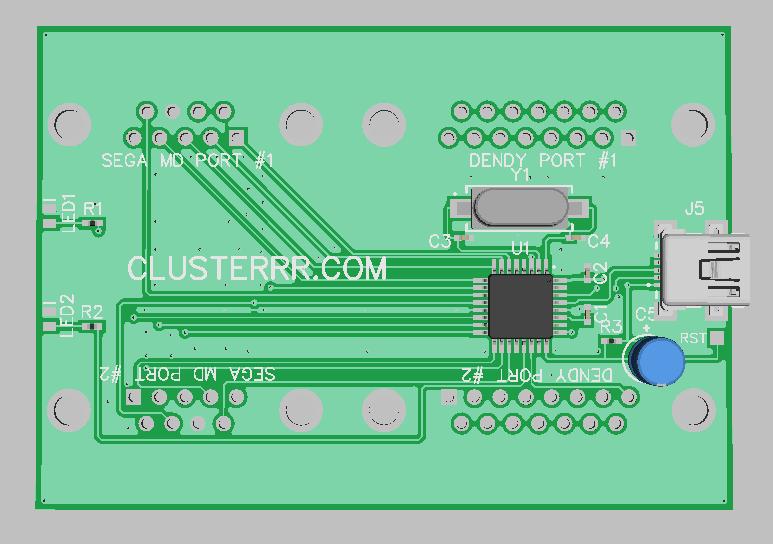 SEGA MD PORT #1
DENDY PORT #1
Y1
LED1
R1
J5
C3
C4
U1
CLUSTERRR.COM
C2
LED2
R2
C1
C5
+
R3
RST
SEGA MD PORT #2
DENDY PORT #2